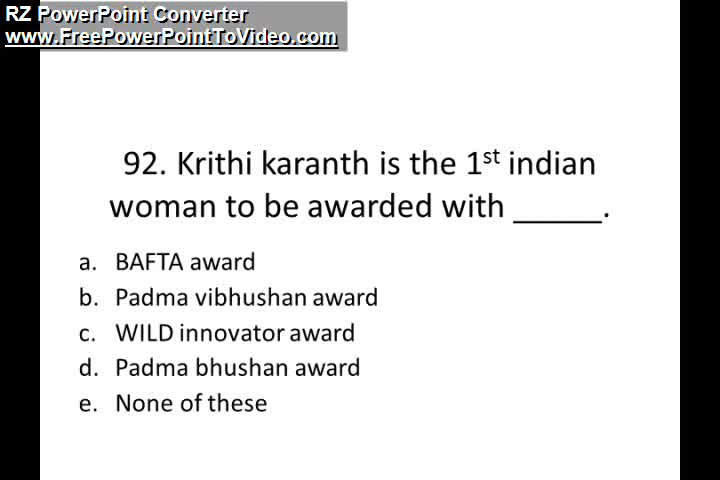 RZ PowerPoint Converter
www.FreePowerPointToVideo.com
92. Krithi karanth is the 1st indian
woman to be awarded with _____.
a. BAFTA award
b. Padma vibhushan award
c. WILD innovator award
d. Padma bhushan award
e. None of these